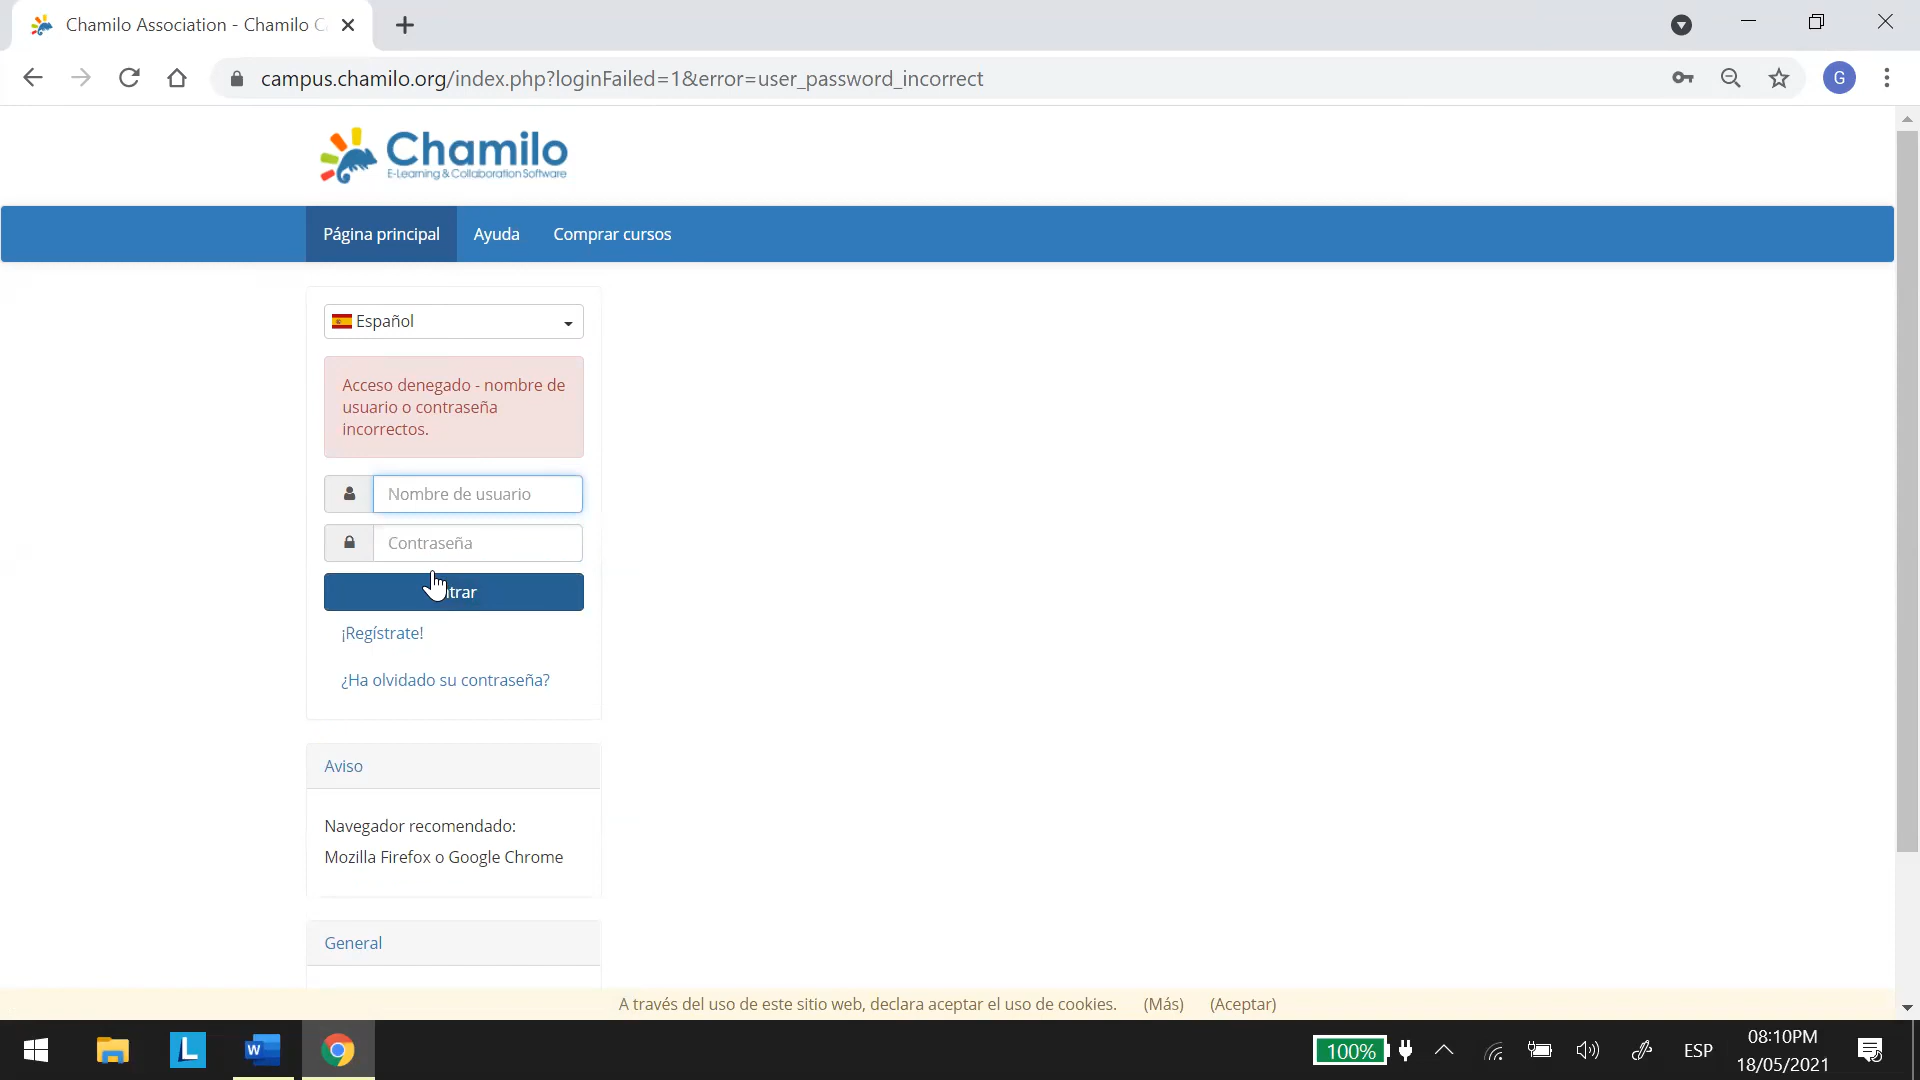 Chamilo Association - Chamilo C
campus.chamilo.org/index.php?loginFailed=1&error=user_password_incorrect
G
Chamilo
E-Learning & Collaboration Software
Página principal
Ayuda
Comprar cursos
Español
Acceso denegado - nombre de
usuario o contraseña
incorrectos.
Nombre de usuario
Contraseña
trar
¡Regístrate!
¿Ha olvidado su contraseña?
Aviso
Navegador recomendado:
Mozilla Firefox o Google Chrome
General
A través del uso de este sitio web, declara aceptar el uso de cookies. (Más) (Aceptar)
L
W
100%
ESP
08:10PM
18/05/2021